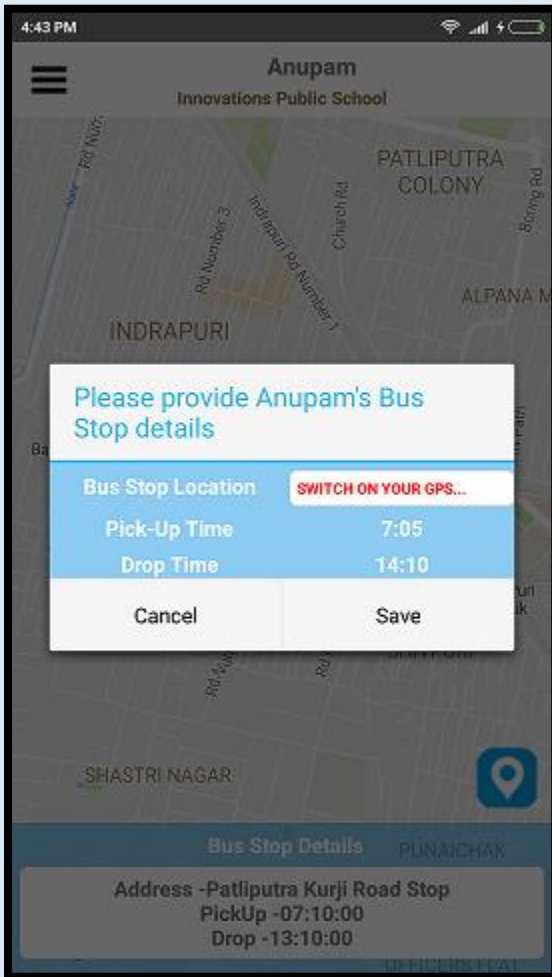 4:43 PM
Anupam
Innovations Public School
PATLIPUTRA
COLONY
Church Rd
Boring Rd
Rd Number 3
Indrapuri Rd Number 1
ALPANA M
INDRAPURI
Please provide Anupam's Bus
Stop details
Bus Stop Location
SWITCH ON YOUR GPS...
Pick-Up Time
7:05
Drop Time
14:10
Cancel
Save
SHASTRI NAGAR
Bus Stop Details
PUNAICHAK
Address -Patliputra Kurji Road Stop
PickUp -07:10:00
Drop -13:10:00